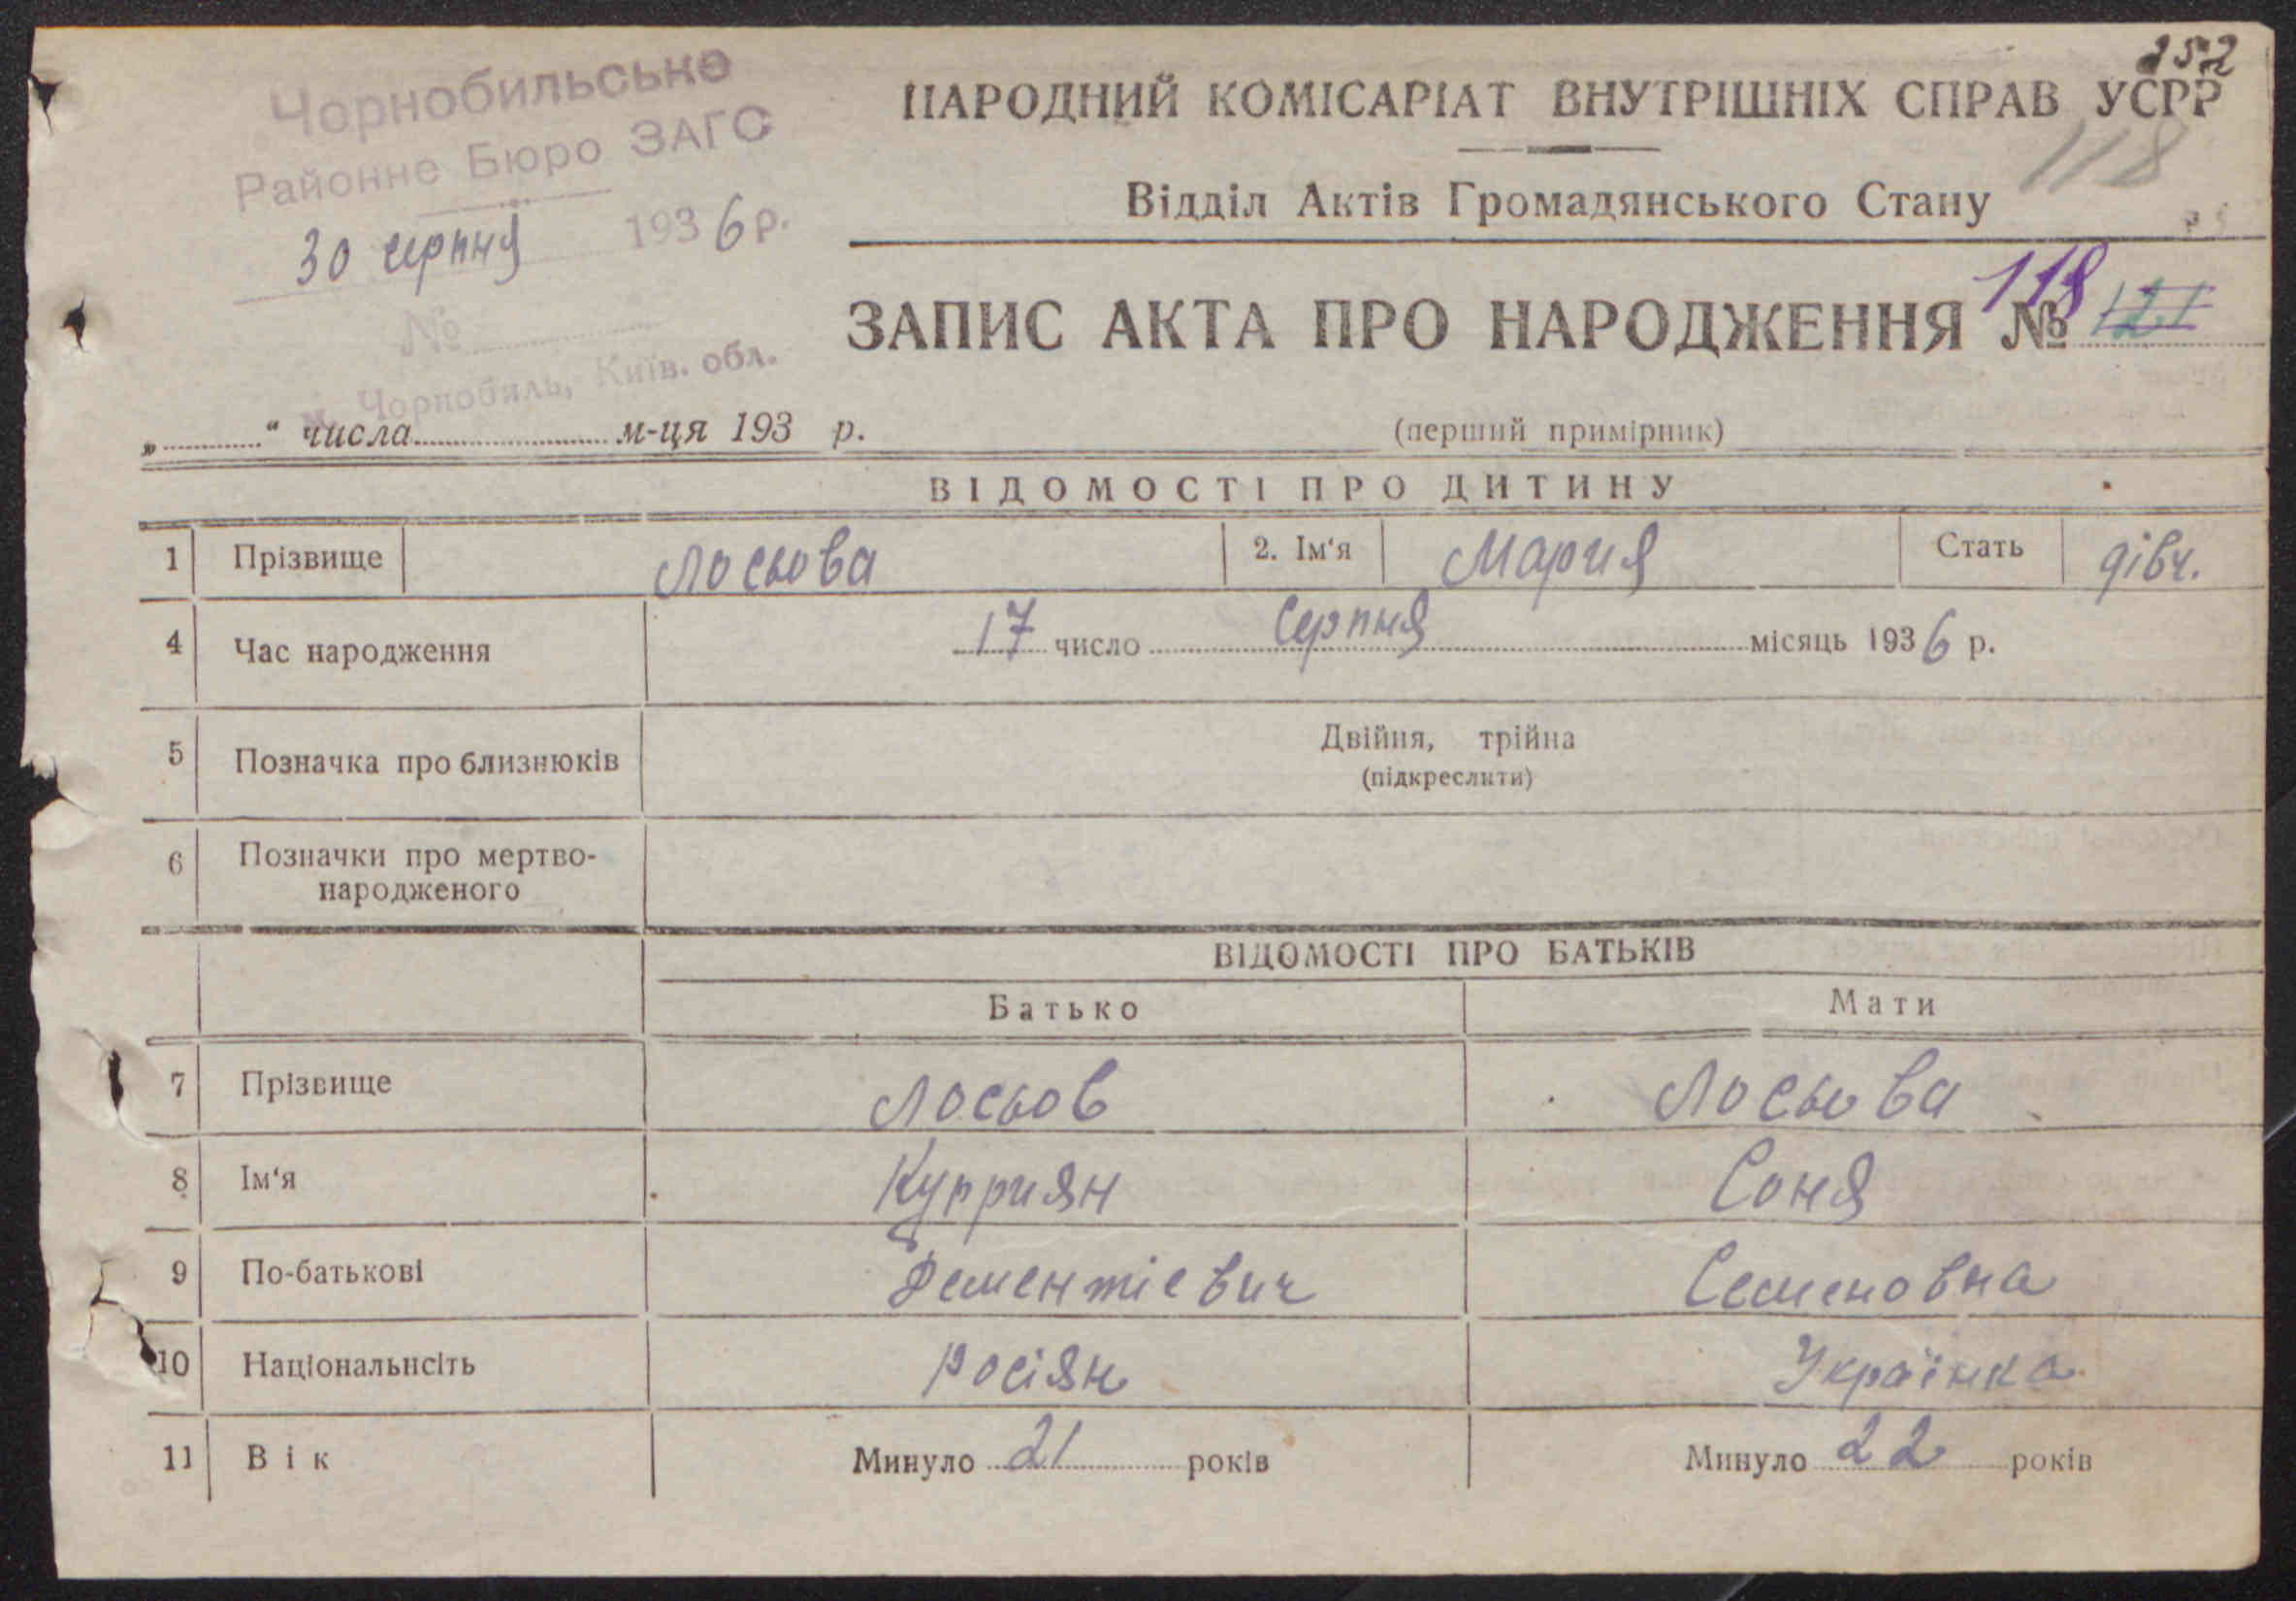 252
Чорнобильське
Районне Бюро ЗАГС
30 серпня 1936 р.
№
м. Чорнобиль, Київ. обл.
НАРОДНИЙ КОМІСАРІАТ ВНУТРІШНІХ СПРАВ УСРР
118
Відділ Актів Громадянського Стану
ЗАПИС АКТА ПРО НАРОДЖЕННЯ № 118 121
„ “ числа м-ця 193 р.
(перший примірник)
ВІДОМОСТІ ПРО ДИТИНУ
1 Прізвище Лосьова 2. Ім‘я Мария Стать дівч.
4 Час народження 17 число Серпня місяць 1936 р.
5 Позначка про близнюків Двійня, трійна
(підкреслити)
6 Позначки про мертво-
народженого
ВІДОМОСТІ ПРО БАТЬКІВ
Батько Мати
7 Прізвище Лосьов Лосьова
8 Ім‘я Куприян Соня
9 По-батькові Дементіевич Семеновна
10 Національнсіть Росіян Українка
11 Вік Минуло 21 років Минуло 22 років